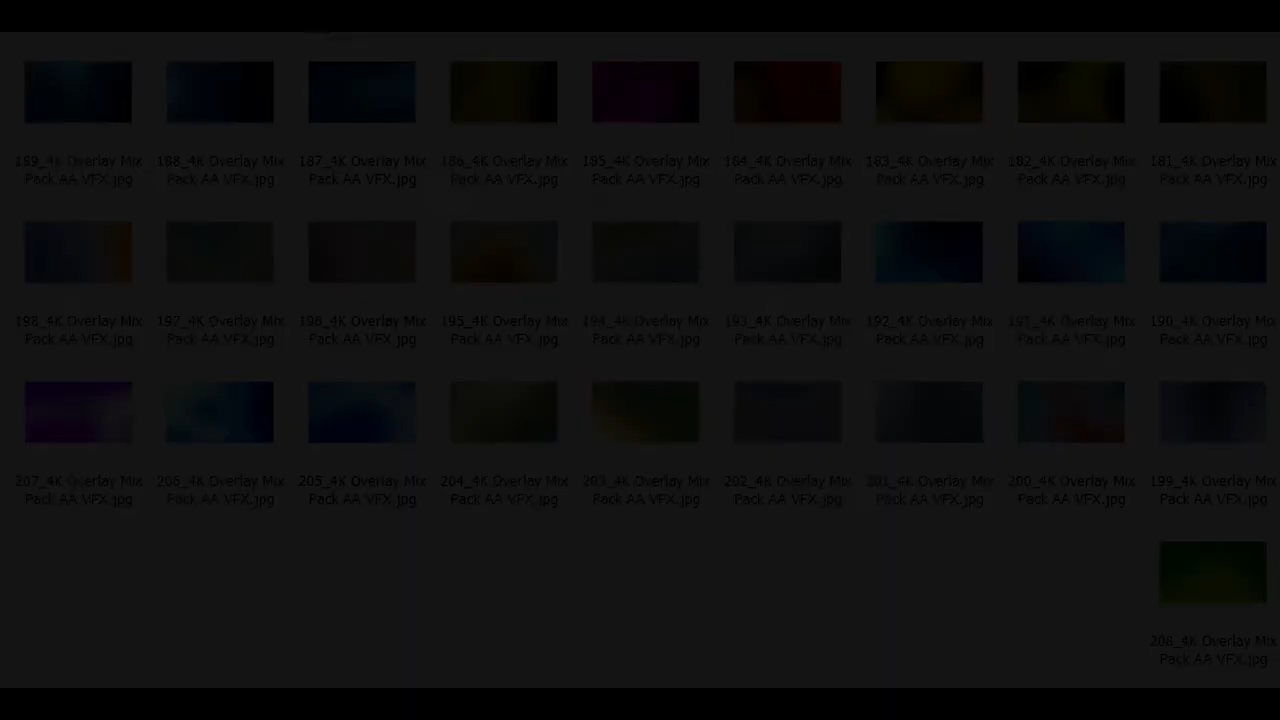 189_4K Overlay Mix Pack AA VFX.jpg
188_4K Overlay Mix Pack AA VFX.jpg
187_4K Overlay Mix Pack AA VFX.jpg
186_4K Overlay Mix Pack AA VFX.jpg
185_4K Overlay Mix Pack AA VFX.jpg
184_4K Overlay Mix Pack AA VFX.jpg
183_4K Overlay Mix Pack AA VFX.jpg
182_4K Overlay Mix Pack AA VFX.jpg
181_4K Overlay Mix Pack AA VFX.jpg
198_4K Overlay Mix Pack AA VFX.jpg
197_4K Overlay Mix Pack AA VFX.jpg
196_4K Overlay Mix Pack AA VFX.jpg
195_4K Overlay Mix Pack AA VFX.jpg
194_4K Overlay Mix Pack AA VFX.jpg
193_4K Overlay Mix Pack AA VFX.jpg
192_4K Overlay Mix Pack AA VFX.jpg
191_4K Overlay Mix Pack AA VFX.jpg
190_4K Overlay Mix Pack AA VFX.jpg
207_4K Overlay Mix Pack AA VFX.jpg
206_4K Overlay Mix Pack AA VFX.jpg
205_4K Overlay Mix Pack AA VFX.jpg
204_4K Overlay Mix Pack AA VFX.jpg
203_4K Overlay Mix Pack AA VFX.jpg
202_4K Overlay Mix Pack AA VFX.jpg
201_4K Overlay Mix Pack AA VFX.jpg
200_4K Overlay Mix Pack AA VFX.jpg
199_4K Overlay Mix Pack AA VFX.jpg
208_4K Overlay Mix Pack AA VFX.jpg